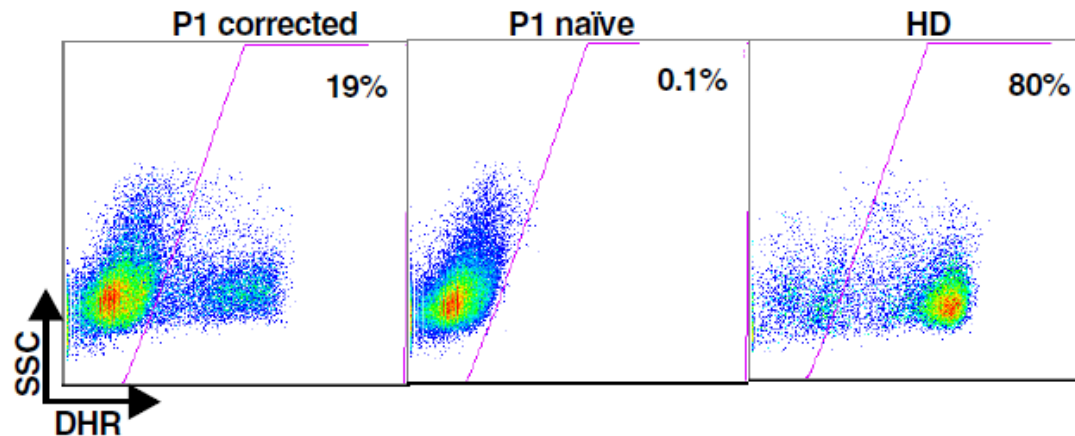 P1 corrected
P1 naïve
HD
19%
0.1%
80%
SSC
DHR